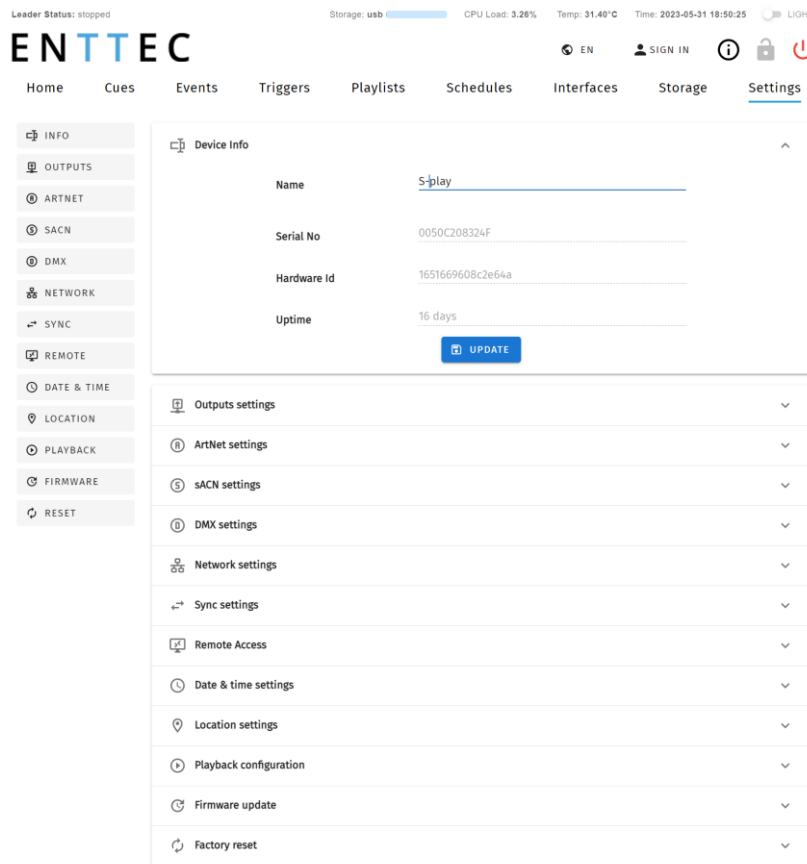 Leader Status: stopped
Storage: usb
CPU Load: 3.26%
Temp: 31.40°C
Time: 2023-05-31 18:50:25
LIGH
ENTTEC
EN
SIGN IN
Home
Cues
Events
Triggers
Playlists
Schedules
Interfaces
Storage
Settings
INFO
OUTPUTS
ARTNET
SACN
DMX
NETWORK
SYNC
REMOTE
DATE & TIME
LOCATION
PLAYBACK
FIRMWARE
RESET
Device Info
Name
S-play
Serial No
0050C208324F
Hardware Id
1651669608c2e64a
Uptime
16 days
UPDATE
Outputs settings
ArtNet settings
sACN settings
DMX settings
Network settings
Sync settings
Remote Access
Date & time settings
Location settings
Playback configuration
Firmware update
Factory reset